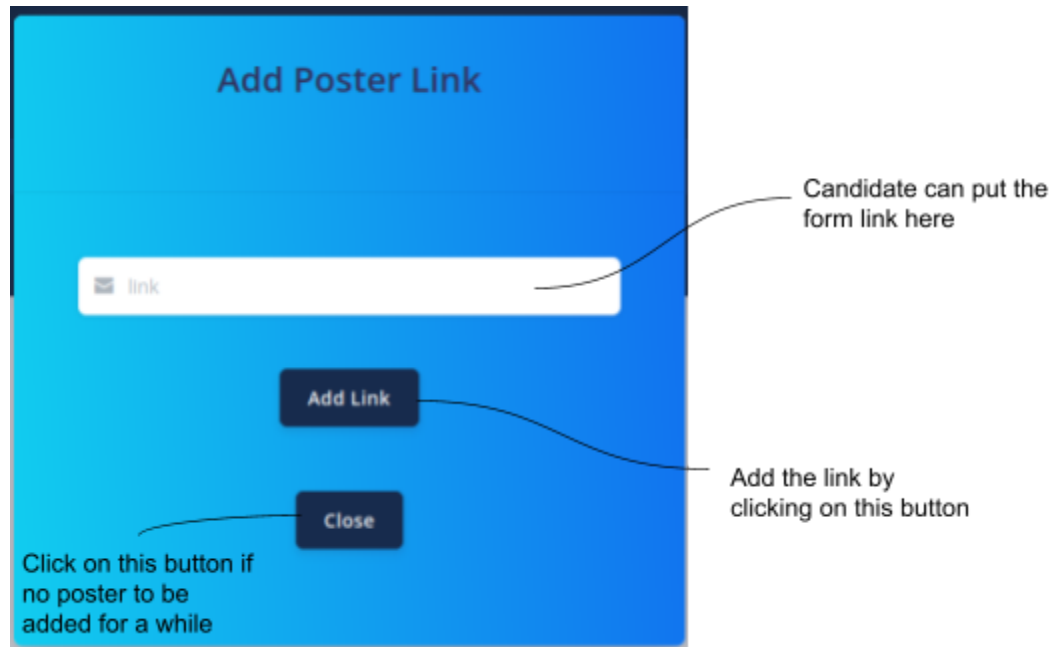 Add Poster Link
Candidate can put the
form link here
link
Add Link
Add the link by
clicking on this button
Close
Click on this button if
no poster to be
added for a while